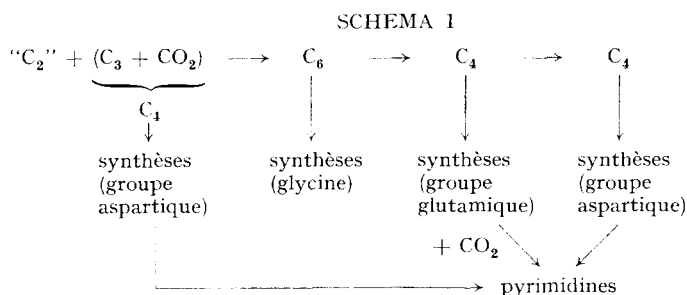 SCHEMA 1
“C₂” + (C₃ + CO₂) → C₆ → C₄ → C₄
C₄
synthèses synthèses synthèses synthèses
(groupe (glycine) (groupe (groupe
aspartique) glutamique) aspartique)
+ CO₂
pyrimidines